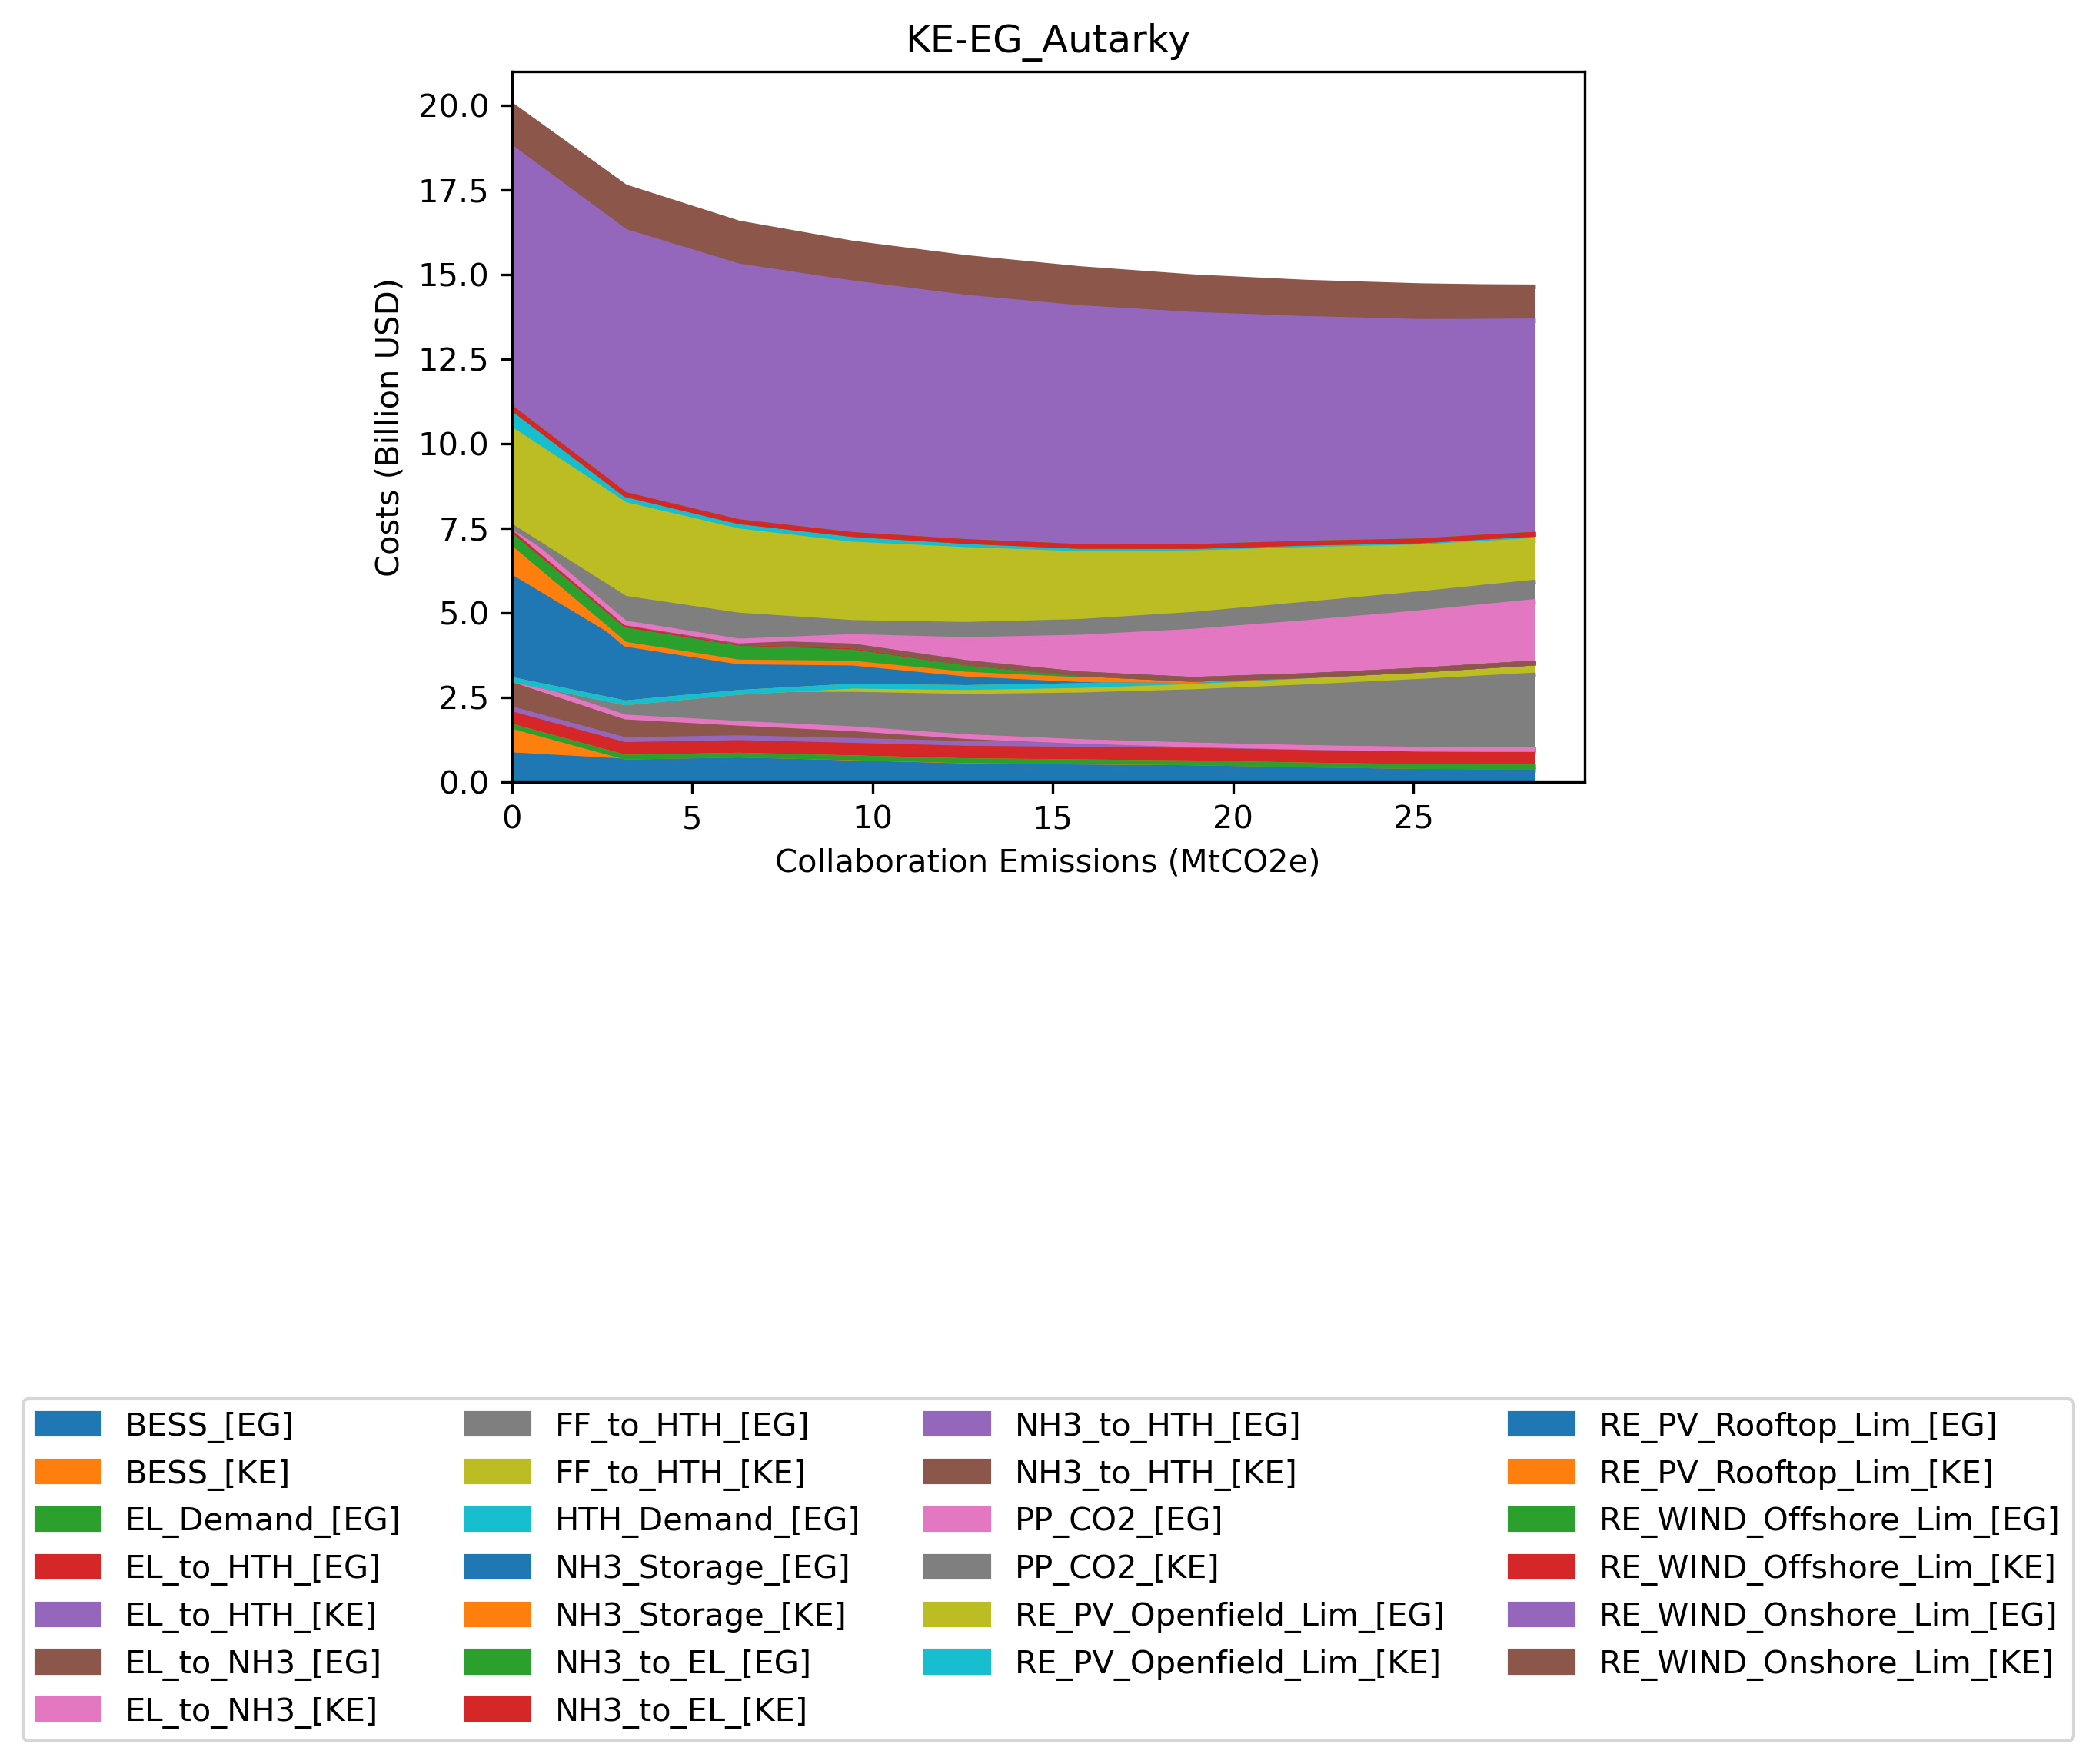 KE-EG_Autarky
20.0
17.5
15.0
12.5
10.0
7.5
5.0
2.5
0.0
Costs (Billion USD)
0 5 10 15 20 25
Collaboration Emissions (MtCO2e)
BESS_[EG]
BESS_[KE]
EL_Demand_[EG]
EL_to_HTH_[EG]
EL_to_HTH_[KE]
EL_to_NH3_[EG]
EL_to_NH3_[KE]
FF_to_HTH_[EG]
FF_to_HTH_[KE]
HTH_Demand_[EG]
NH3_Storage_[EG]
NH3_Storage_[KE]
NH3_to_EL_[EG]
NH3_to_EL_[KE]
NH3_to_HTH_[EG]
NH3_to_HTH_[KE]
PP_CO2_[EG]
PP_CO2_[KE]
RE_PV_Openfield_Lim_[EG]
RE_PV_Openfield_Lim_[KE]
RE_PV_Rooftop_Lim_[EG]
RE_PV_Rooftop_Lim_[KE]
RE_WIND_Offshore_Lim_[EG]
RE_WIND_Offshore_Lim_[KE]
RE_WIND_Onshore_Lim_[EG]
RE_WIND_Onshore_Lim_[KE]